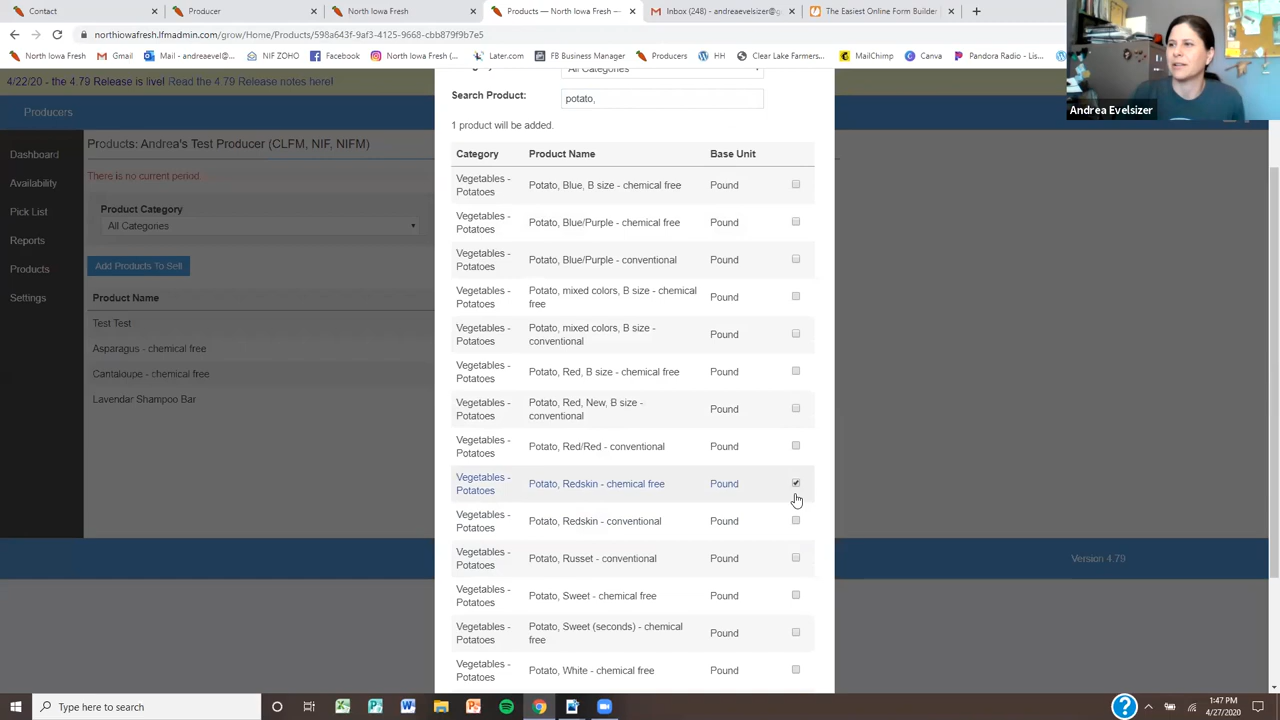 Contact
Producer
North Iowa Fresh
Products — North Iowa Fresh
Inbox (248) - andreaevelsizer@g
The Easiest Online Form Builder
northiowafresh.lfmadmin.com/grow/Home/Products/598a643f-9af3-4125-9668-cbb879f9b7e5
North Iowa Fresh
Gmail - andreaevel@...
NIF ZOHO
Facebook
North Iowa Fresh (...
Later.com
FB Business Manager
Producers
HH
Clear Lake Farmers...
MailChimp
Canva
Pandora Radio - Lis...
4/22/20 - the 4.79 Release is live! Read the 4.79 Release notes here!
Andrea Evelsizer
Producers
Dashboard
Availability
Pick List
Reports
Products
Settings
Products: Andrea's Test Producer (CLFM, NIF, NIFM)
There is no current period
Product Category
All Categories
Add Products To Sell
Product Name
Test Test
Asparagus - chemical free
Cantaloupe - chemical free
Lavendar Shampoo Bar
All Categories
Search Product: potato,
1 product will be added.
Category Product Name Base Unit
Vegetables - Potatoes Potato, Blue, B size - chemical free Pound
Vegetables - Potatoes Potato, Blue/Purple - chemical free Pound
Vegetables - Potatoes Potato, Blue/Purple - conventional Pound
Vegetables - Potatoes Potato, mixed colors, B size - chemical free Pound
Vegetables - Potatoes Potato, mixed colors, B size - conventional Pound
Vegetables - Potatoes Potato, Red, B size - chemical free Pound
Vegetables - Potatoes Potato, Red, New, B size - conventional Pound
Vegetables - Potatoes Potato, Red/Red - conventional Pound
Vegetables - Potatoes Potato, Redskin - chemical free Pound
Vegetables - Potatoes Potato, Redskin - conventional Pound
Vegetables - Potatoes Potato, Russet - conventional Pound
Vegetables - Potatoes Potato, Sweet - chemical free Pound
Vegetables - Potatoes Potato, Sweet (seconds) - chemical free Pound
Vegetables - Potatoes Potato, White - chemical free Pound
Version 4.79
Type here to search
1:47 PM
4/27/2020